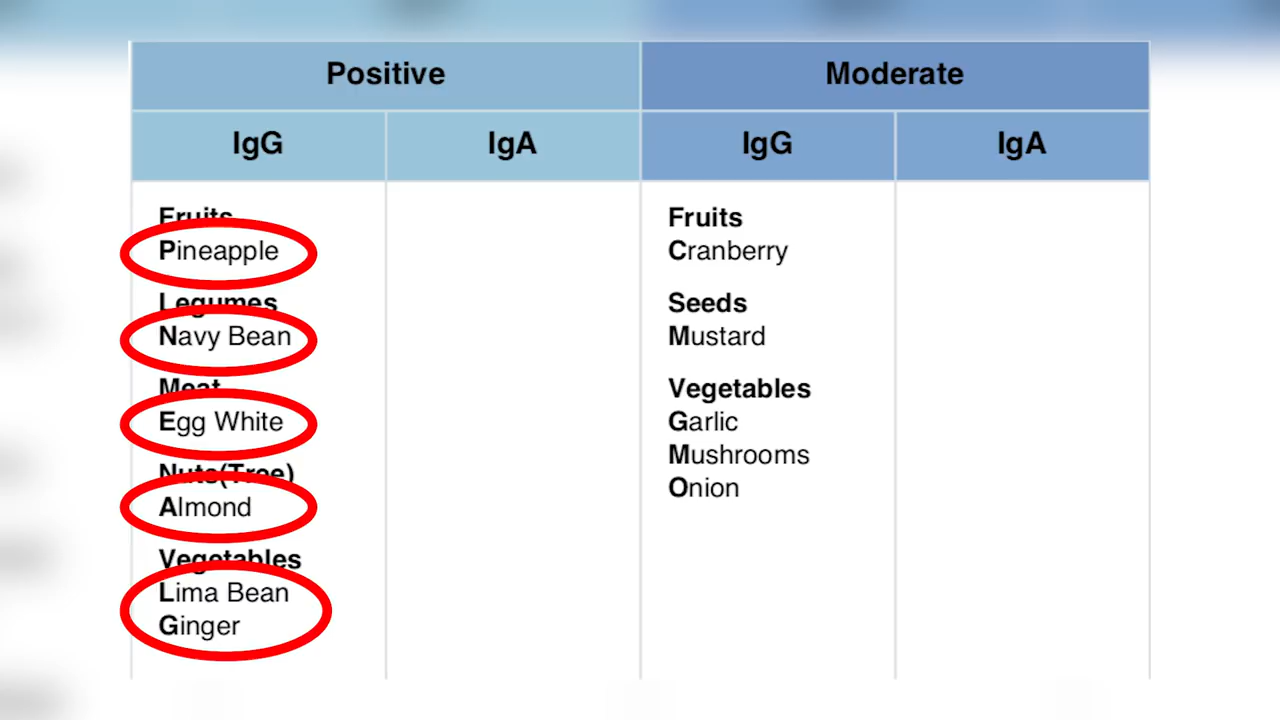 Positive
Moderate
IgG
IgA
IgG
IgA
Fruits
Pineapple
Legumes
Navy Bean
Meat
Egg White
Nuts(Tree)
Almond
Vegetables
Lima Bean
Ginger
Fruits
Cranberry
Seeds
Mustard
Vegetables
Garlic
Mushrooms
Onion